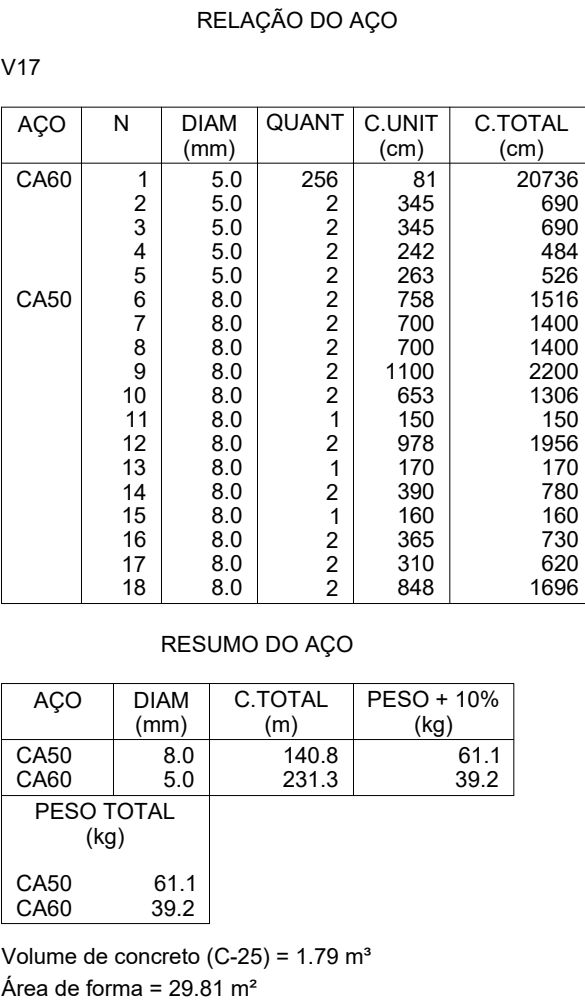 RELAÇÃO DO AÇO
V17
AÇO N DIAM QUANT C.UNIT C.TOTAL
(mm) (cm) (cm)
CA60 1 5.0 256 81 20736
2 5.0 2 345 690
3 5.0 2 345 690
4 5.0 2 242 484
5 5.0 2 263 526
CA50 6 8.0 2 758 1516
7 8.0 2 700 1400
8 8.0 2 700 1400
9 8.0 2 1100 2200
10 8.0 2 653 1306
11 8.0 1 150 150
12 8.0 2 978 1956
13 8.0 1 170 170
14 8.0 2 390 780
15 8.0 1 160 160
16 8.0 2 365 730
17 8.0 2 310 620
18 8.0 2 848 1696
RESUMO DO AÇO
AÇO DIAM C.TOTAL PESO + 10%
(mm) (m) (kg)
CA50 8.0 140.8 61.1
CA60 5.0 231.3 39.2
PESO TOTAL
(kg)
CA50 61.1
CA60 39.2
Volume de concreto (C-25) = 1.79 m³
Área de forma = 29.81 m²